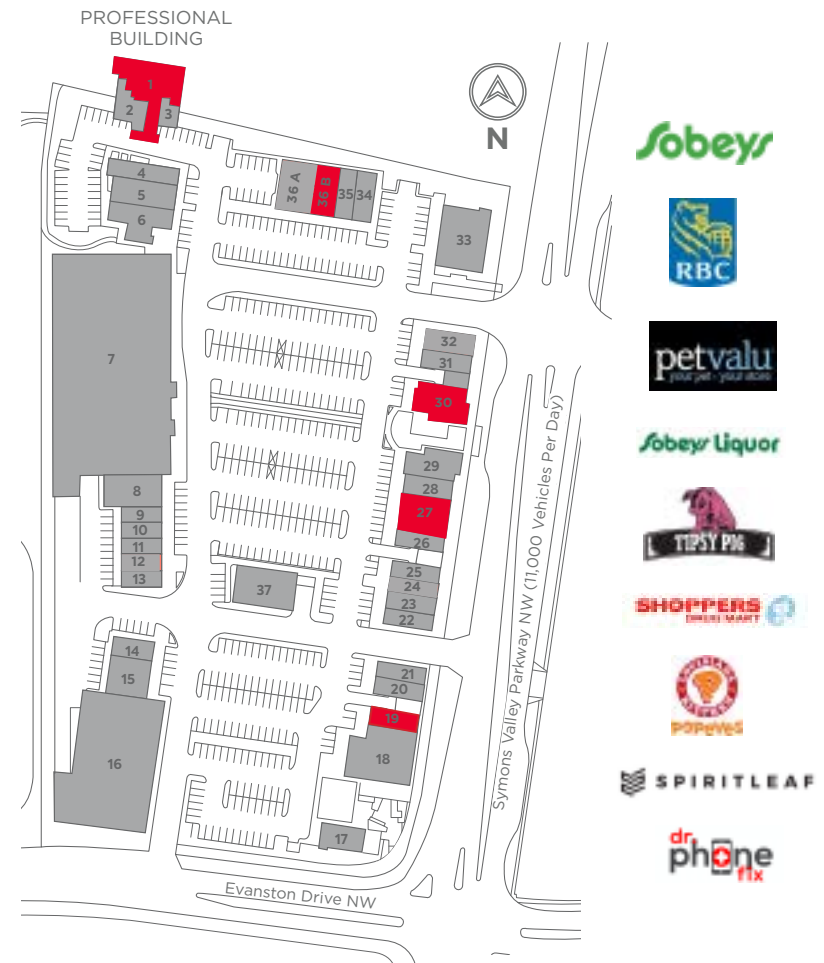 PROFESSIONAL
BUILDING
1
2
3
4
5
6
36 A
36 B
35
34
33
N
7
32
31
30
29
28
27
26
25
24
23
22
8
9
10
11
12
13
37
14
15
16
21
20
19
18
17
Symons Valley Parkway NW (11,000 Vehicles Per Day)
Evanston Drive NW
Sobeys
RBC
petvalu
your pet · your store
Sobeys Liquor
TIPSY PIG
SHOPPERS
DRUG MART
LOUISIANA
KITCHEN
POPEYES
SPIRITLEAF
dr.
phone
fix